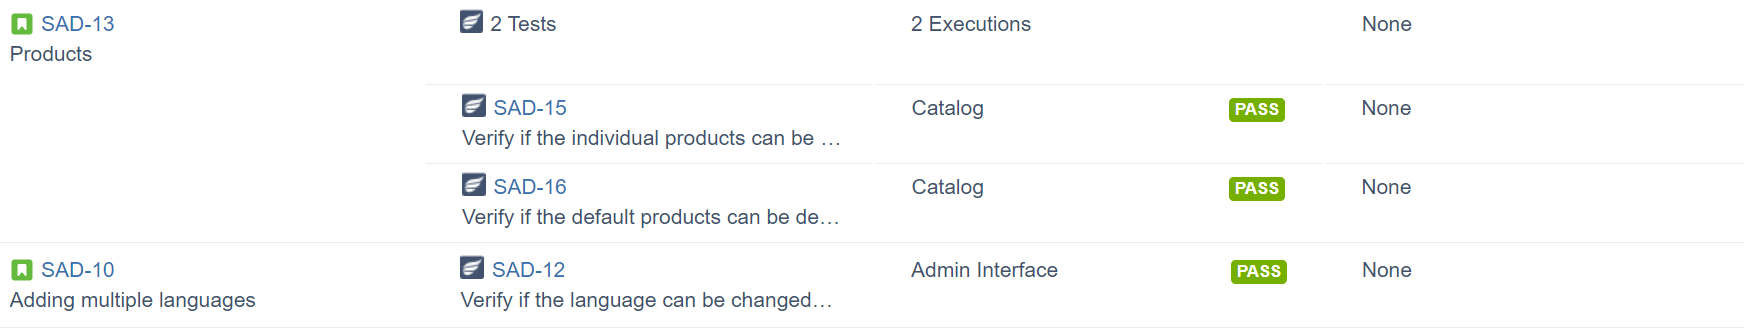 SAD-13 2 Tests 2 Executions None
Products
SAD-15 Catalog PASS None
Verify if the individual products can be ...
SAD-16 Catalog PASS None
Verify if the default products can be de...
SAD-10 SAD-12 Admin Interface PASS None
Adding multiple languages Verify if the language can be changed...